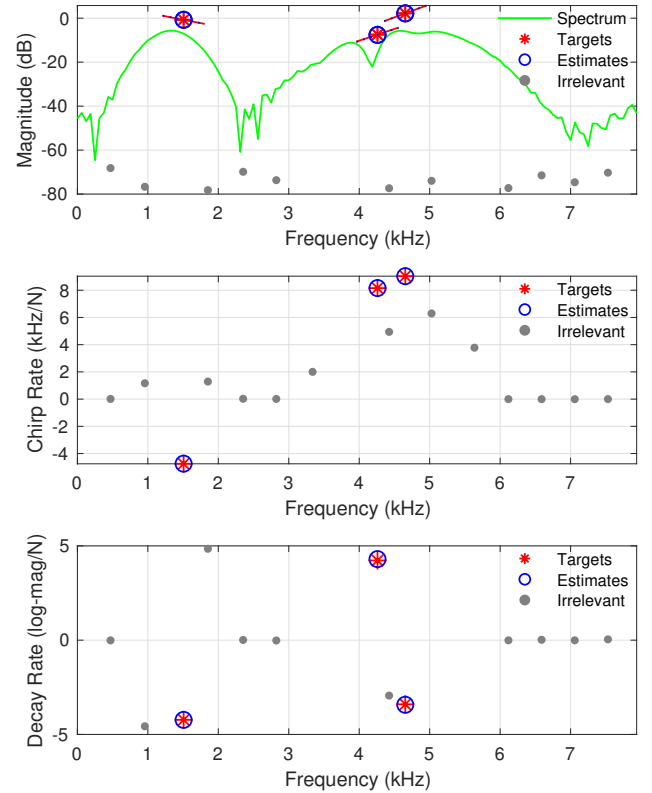 0
-20
-40
-60
-80
Magnitude (dB)
Spectrum
Targets
Estimates
Irrelevant
0 1 2 3 4 5 6 7
Frequency (kHz)
8
6
4
2
0
-2
-4
Chirp Rate (kHz/N)
Targets
Estimates
Irrelevant
0 1 2 3 4 5 6 7
Frequency (kHz)
5
0
-5
Decay Rate (log-mag/N)
Targets
Estimates
Irrelevant
0 1 2 3 4 5 6 7
Frequency (kHz)